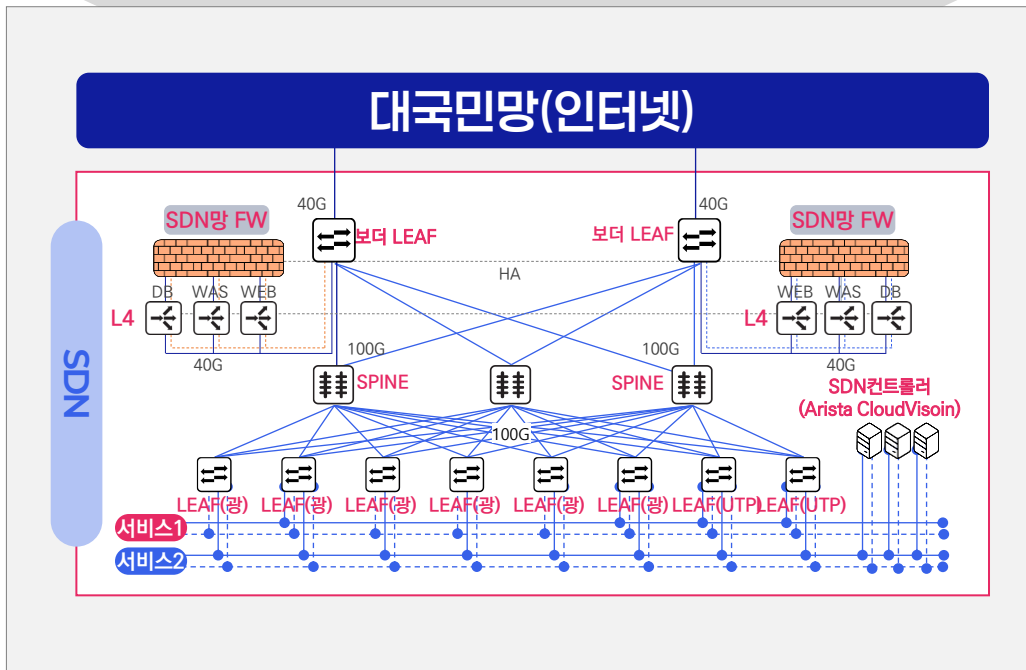 대국민망(인터넷)
40G
40G
SDN망 FW
SDN망 FW
보더 LEAF
보더 LEAF
HA
DB WAS WEB
WEB WAS DB
L4
L4
40G
40G
100G
100G
SPINE
SPINE
SDN
SDN컨트롤러
(Arista CloudVisoin)
100G
LEAF(광) LEAF(광) LEAF(광) LEAF(광) LEAF(광) LEAF(광) LEAF(UTP) LEAF(UTP)
서비스1
서비스2